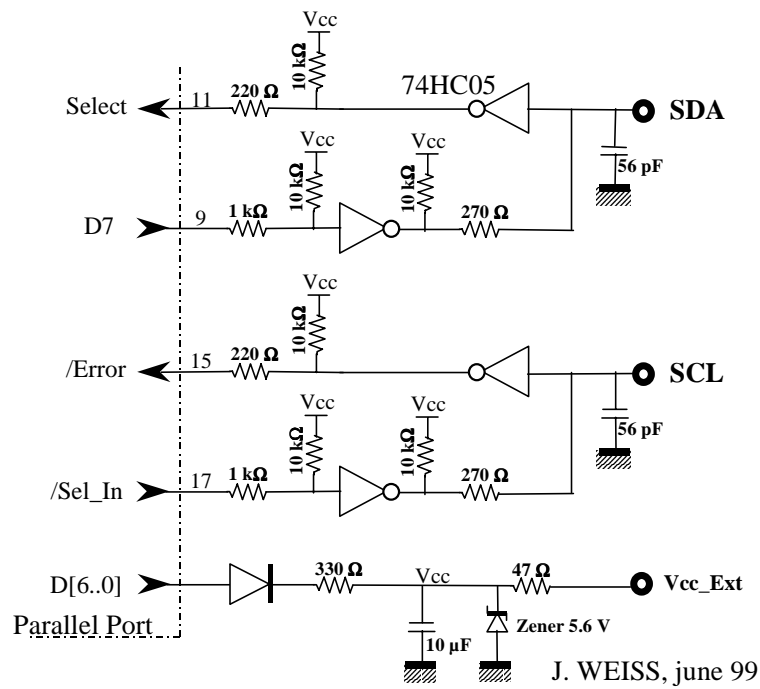 Vcc
10 kΩ
74HC05
Select
11
220 Ω
SDA
56 pF
Vcc
Vcc
10 kΩ
10 kΩ
D7
9
1 kΩ
270 Ω
Vcc
10 kΩ
/Error
15
220 Ω
SCL
56 pF
Vcc
Vcc
10 kΩ
10 kΩ
/Sel_In
17
1 kΩ
270 Ω
D[6..0]
330 Ω
Vcc
47 Ω
Vcc_Ext
Parallel Port
10 µF
Zener 5.6 V
J. WEISS, june 99